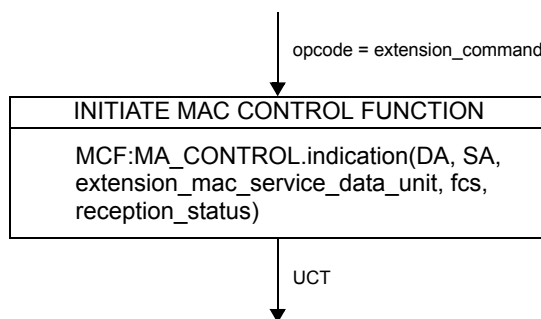 opcode = extension_command
INITIATE MAC CONTROL FUNCTION
MCF:MA_CONTROL.indication(DA, SA,
extension_mac_service_data_unit, fcs,
reception_status)
UCT